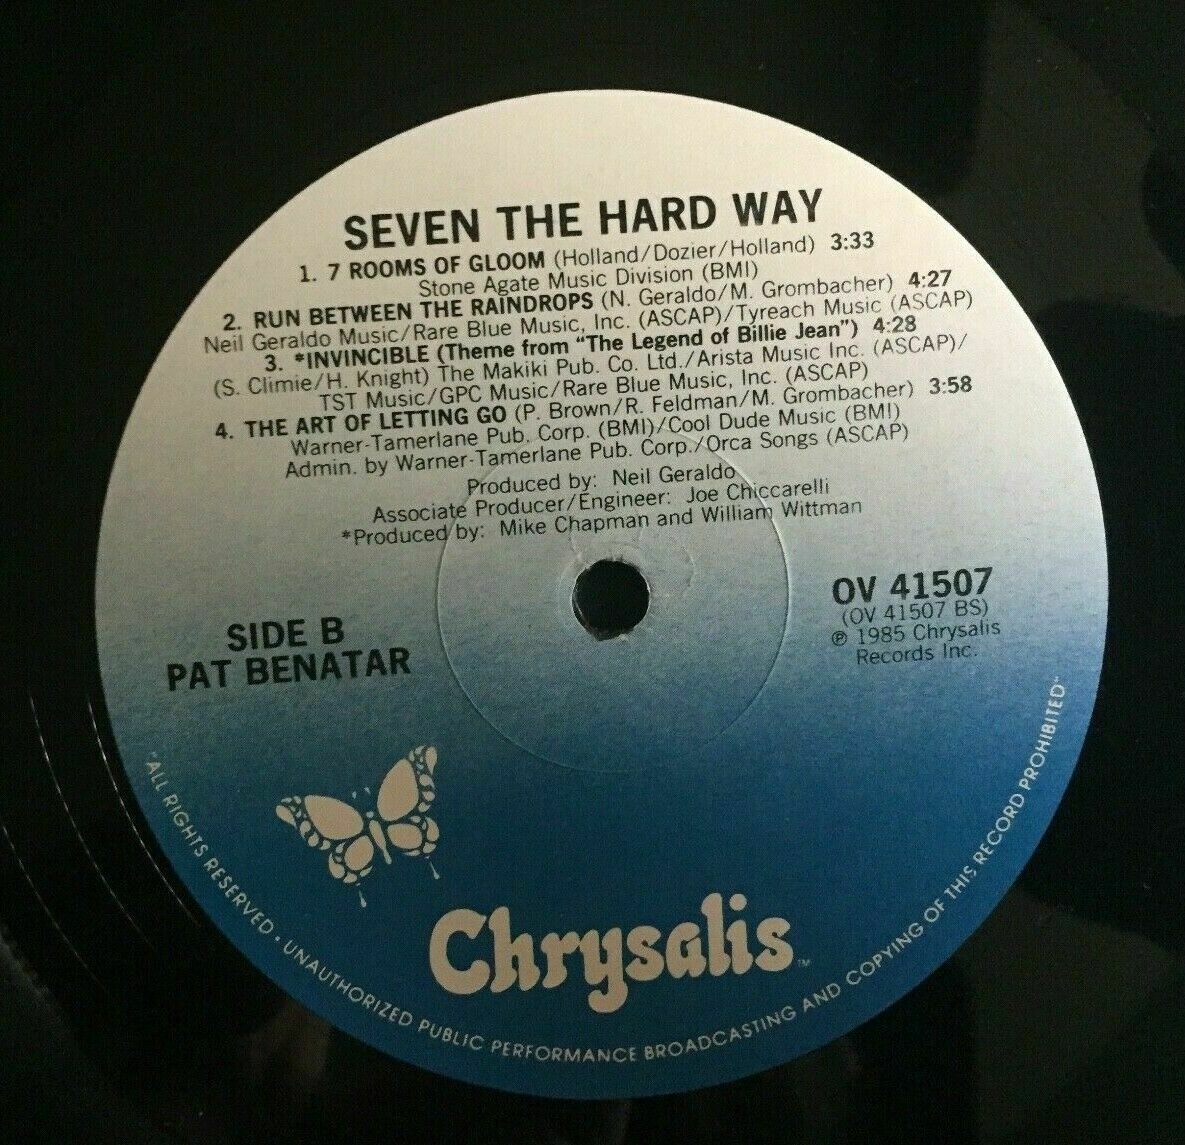 SEVEN THE HARD WAY
1. 7 ROOMS OF GLOOM (Holland/Dozier/Holland) 3:33
Stone Agate Music Division (BMI)
2. RUN BETWEEN THE RAINDROPS (N. Geraldo/M. Grombacher) 4:27
Neil Geraldo Music/Rare Blue Music, Inc. (ASCAP)/Tyreach Music (ASCAP)
3. *INVINCIBLE (Theme from "The Legend of Billie Jean") 4:28
(S. Climie/H. Knight) The Makiki Pub. Co. Ltd./Arista Music Inc. (ASCAP)/
TST Music/GPC Music/Rare Blue Music, Inc. (ASCAP)
4. THE ART OF LETTING GO (P. Brown/R. Feldman/M. Grombacher) 3:58
Warner-Tamerlane Pub. Corp. (BMI)/Cool Dude Music (BMI)
Admin. by Warner-Tamerlane Pub. Corp./Orca Songs (ASCAP)
Produced by: Neil Geraldo
Associate Producer/Engineer: Joe Chiccarelli
*Produced by: Mike Chapman and William Wittman
SIDE B
PAT BENATAR
OV 41507
(OV 41507 BS)
℗ 1985 Chrysalis
Records Inc.
Chrysalis™
"ALL RIGHTS RESERVED · UNAUTHORIZED PUBLIC PERFORMANCE BROADCASTING AND COPYING OF THIS RECORD PROHIBITED"